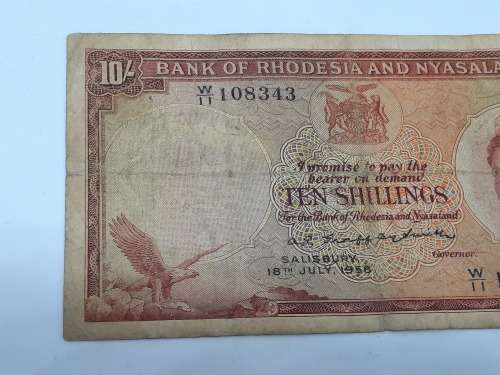 10/-
BANK OF RHODESIA AND NYASALA
W/11 108343
I promise to pay the
bearer on demand
TEN SHILLINGS
For the Bank of Rhodesia and Nyasaland
Governor.
SALISBURY,
18TH JULY, 1958
W/11